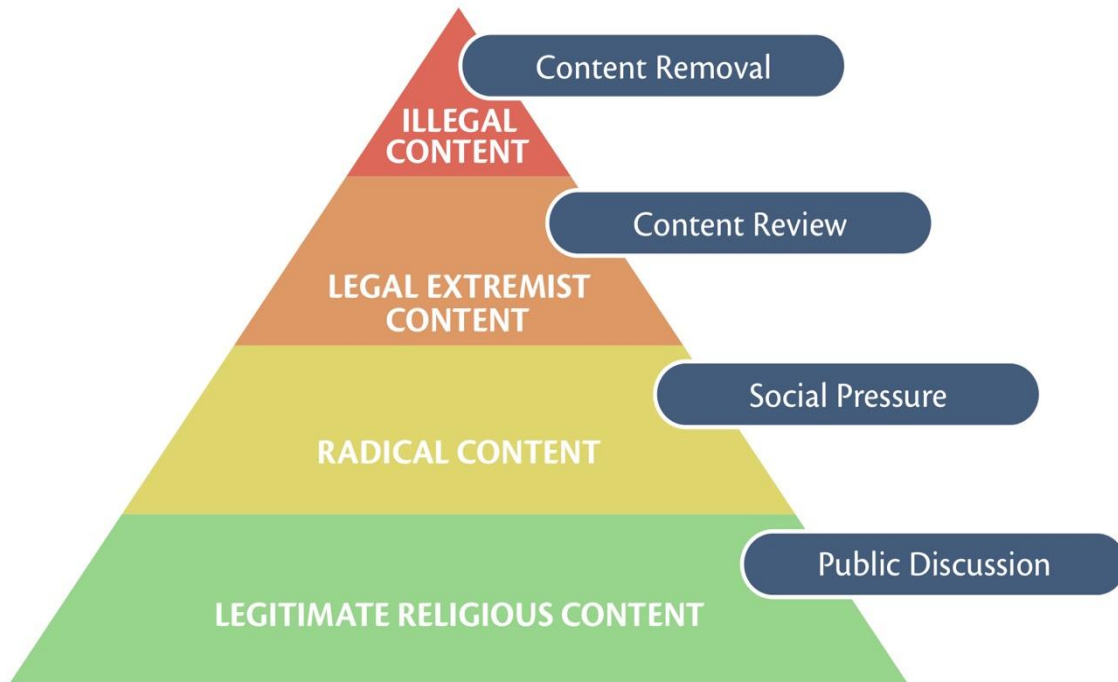 Content Removal
ILLEGAL
CONTENT
Content Review
LEGAL EXTREMIST
CONTENT
Social Pressure
RADICAL CONTENT
Public Discussion
LEGITIMATE RELIGIOUS CONTENT